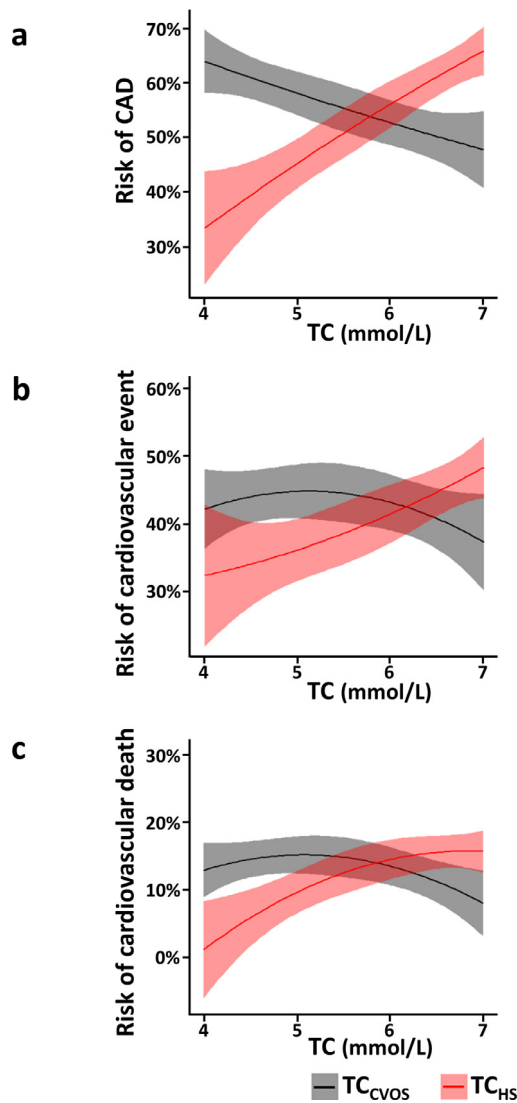 a
Risk of CAD
70%
60%
50%
40%
30%
4 5 6 7
TC (mmol/L)
b
Risk of cardiovascular event
60%
50%
40%
30%
4 5 6 7
TC (mmol/L)
c
Risk of cardiovascular death
30%
20%
10%
0%
4 5 6 7
TC (mmol/L)
TCCVOS TCHS